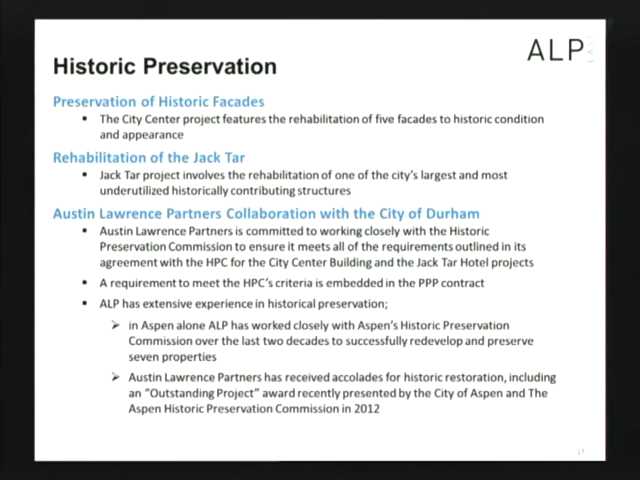 ALP
EAST
Historic Preservation
Preservation of Historic Facades
▪ The City Center project features the rehabilitation of five facades to historic condition
and appearance
Rehabilitation of the Jack Tar
▪ Jack Tar project involves the rehabilitation of one of the city's largest and most
underutilized historically contributing structures
Austin Lawrence Partners Collaboration with the City of Durham
▪ Austin Lawrence Partners is committed to working closely with the Historic
Preservation Commission to ensure it meets all of the requirements outlined in its
agreement with the HPC for the City Center Building and the Jack Tar Hotel projects
▪ A requirement to meet the HPC's criteria is embedded in the PPP contract
▪ ALP has extensive experience in historical preservation;
➢ in Aspen alone ALP has worked closely with Aspen's Historic Preservation
Commission over the last two decades to successfully redevelop and preserve
seven properties
➢ Austin Lawrence Partners has received accolades for historic restoration, including
an "Outstanding Project" award recently presented by the City of Aspen and The
Aspen Historic Preservation Commission in 2012
17